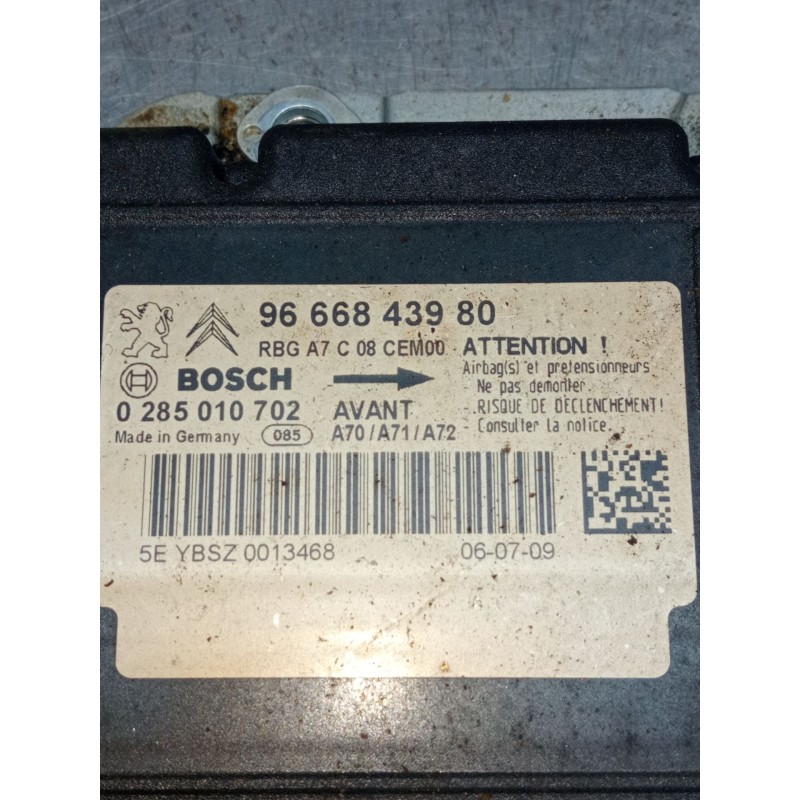 96 668 439 80
RBG A7 C 08 CEM00
BOSCH
0 285 010 702
Made in Germany 085
AVANT
A70/A71/A72
ATTENTION !
Airbag(s) et pretensionneurs
Ne pas demonter.
- RISQUE DE DECLENCHEMENT!
- Consulter la notice.
5E YBSZ 0013468
06-07-09